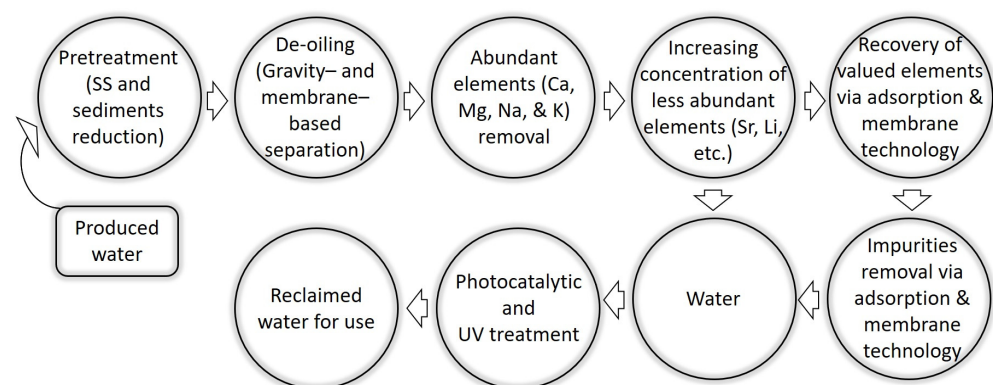 Pretreatment
(SS and
sediments
reduction)
De-oiling
(Gravity– and
membrane–
based
separation)
Abundant
elements (Ca,
Mg, Na, & K)
removal
Increasing
concentration of
less abundant
elements (Sr, Li,
etc.)
Recovery of
valued elements
via adsorption &
membrane
technology
Produced
water
Reclaimed
water for use
Photocatalytic
and
UV treatment
Water
Impurities
removal via
adsorption &
membrane
technology